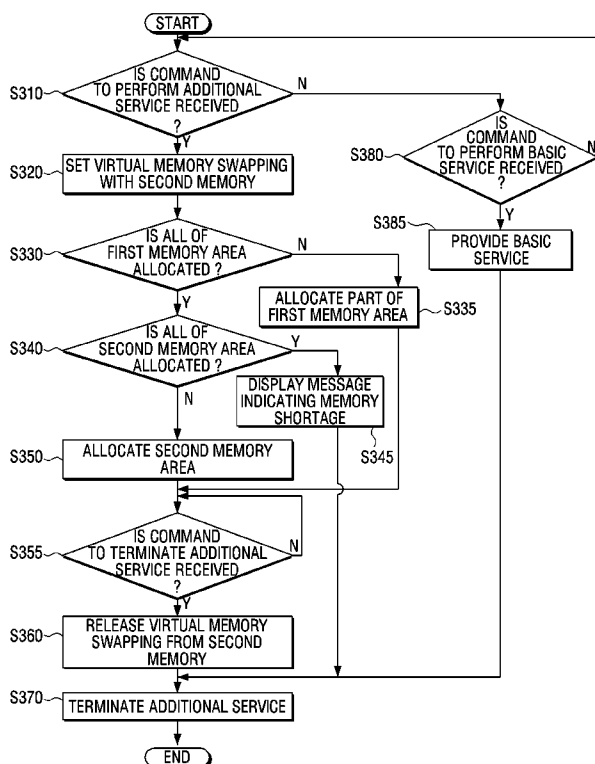 START
S310
IS COMMAND
TO PERFORM ADDITIONAL
SERVICE RECEIVED
?
N
Y
S320
SET VIRTUAL MEMORY SWAPPING
WITH SECOND MEMORY
S380
IS
COMMAND
TO PERFORM BASIC
SERVICE RECEIVED
?
N
Y
S385
PROVIDE BASIC
SERVICE
S330
IS ALL OF
FIRST MEMORY AREA
ALLOCATED ?
N
Y
ALLOCATE PART OF
FIRST MEMORY AREA
S335
S340
IS ALL OF
SECOND MEMORY AREA
ALLOCATED ?
Y
N
DISPLAY MESSAGE
INDICATING MEMORY
SHORTAGE
S345
S350
ALLOCATE SECOND MEMORY
AREA
S355
IS COMMAND
TO TERMINATE ADDITIONAL
SERVICE RECEIVED
?
N
Y
S360
RELEASE VIRTUAL MEMORY
SWAPPING FROM SECOND
MEMORY
S370
TERMINATE ADDITIONAL SERVICE
END